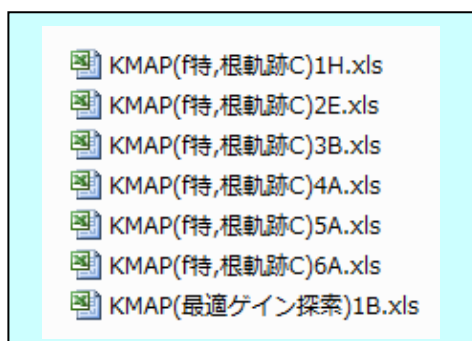 KMAP(f特,根軌跡C)1H.xls
KMAP(f特,根軌跡C)2E.xls
KMAP(f特,根軌跡C)3B.xls
KMAP(f特,根軌跡C)4A.xls
KMAP(f特,根軌跡C)5A.xls
KMAP(f特,根軌跡C)6A.xls
KMAP(最適ゲイン探索)1B.xls